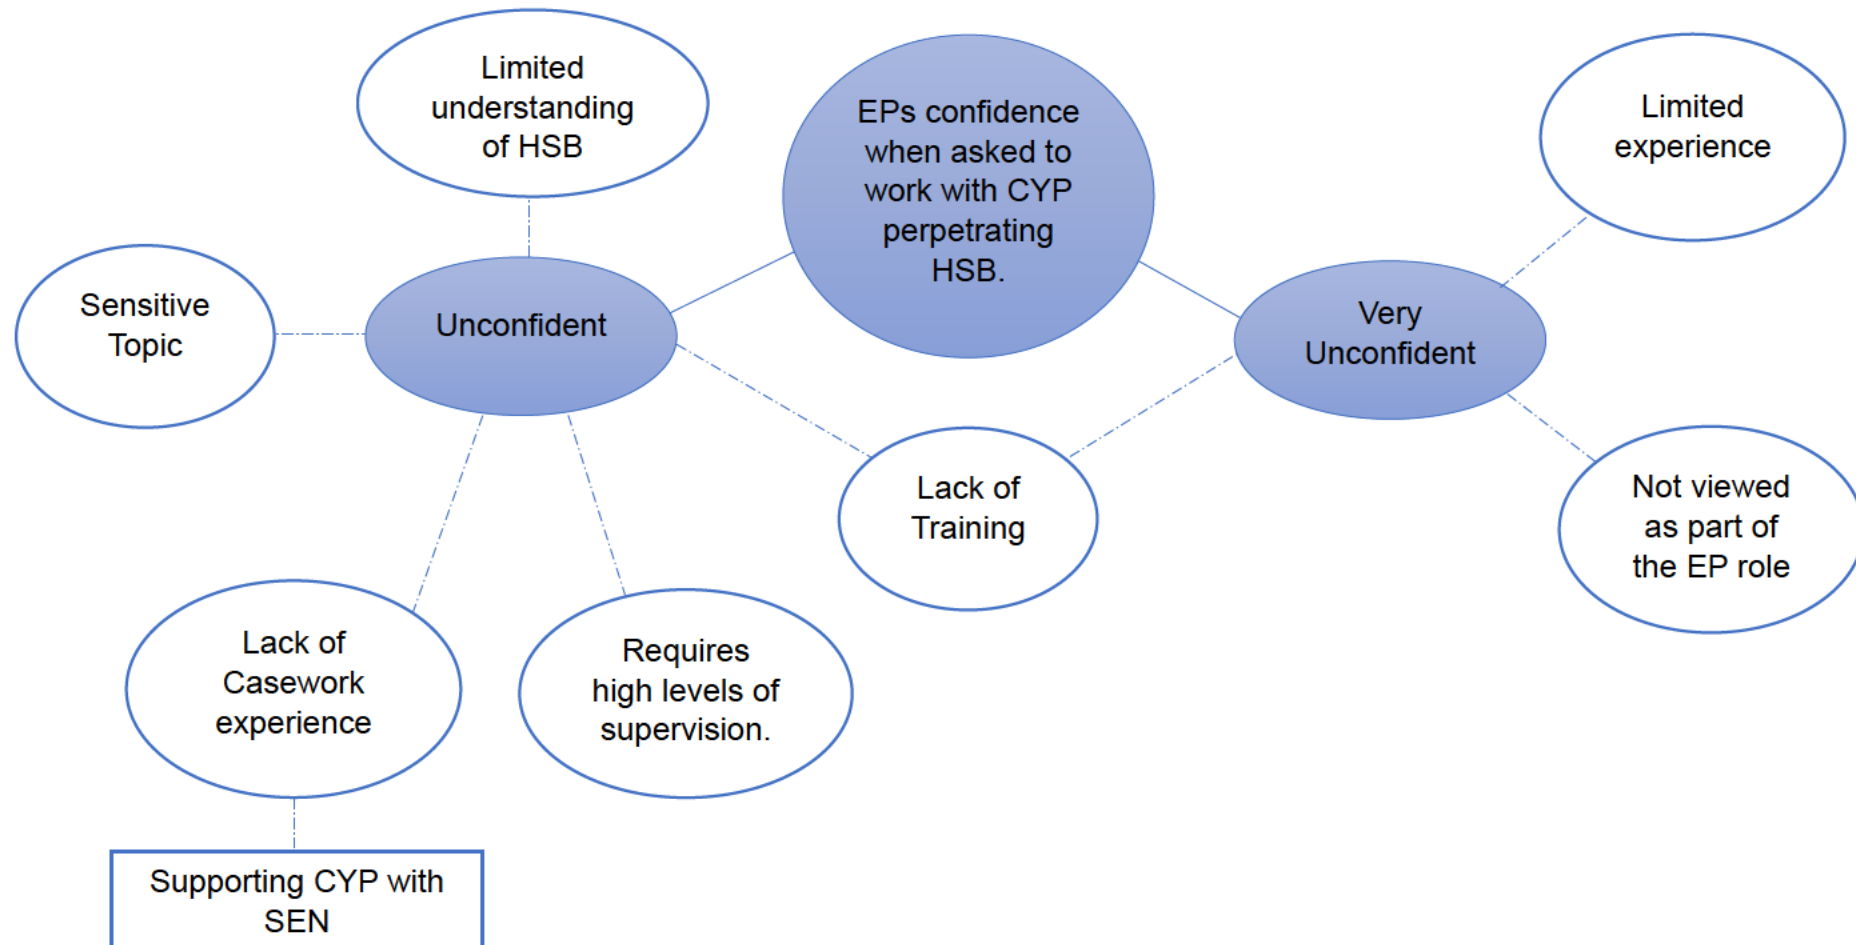 Limited
understanding
of HSB
EPs confidence
when asked to
work with CYP
perpetrating
HSB.
Limited
experience
Sensitive
Topic
Unconfident
Very
Unconfident
Lack of
Training
Not viewed
as part of
the EP role
Lack of
Casework
experience
Requires
high levels of
supervision.
Supporting CYP with
SEN